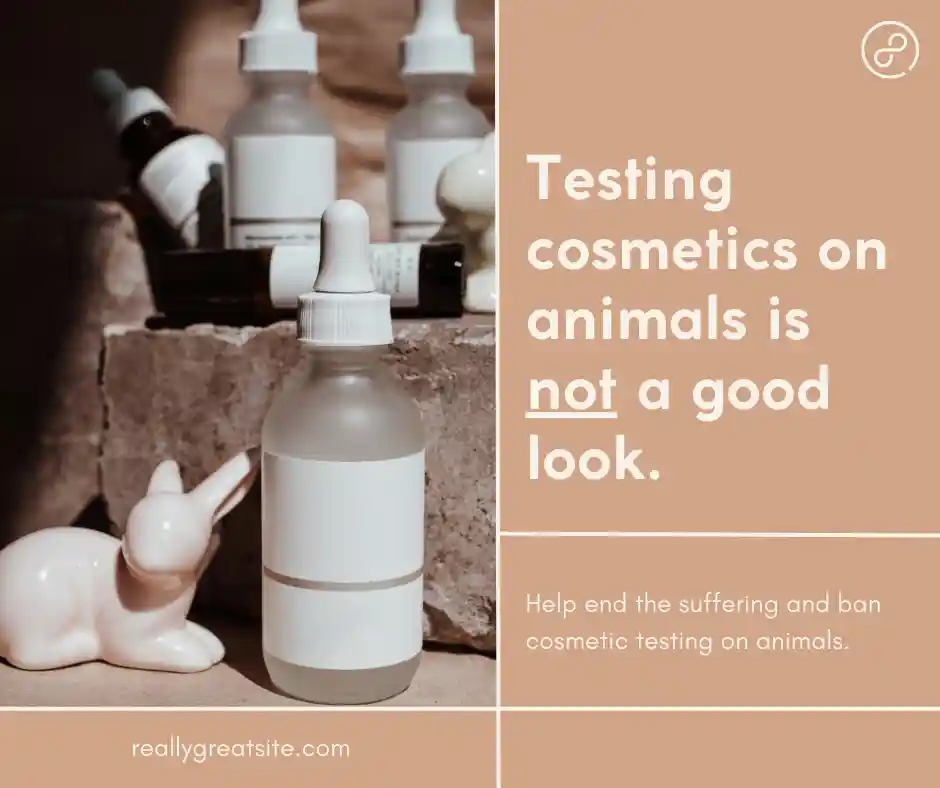 Testing
cosmetics on
animals is
not a good
look.
Help end the suffering and ban
cosmetic testing on animals.
reallygreatsite.com